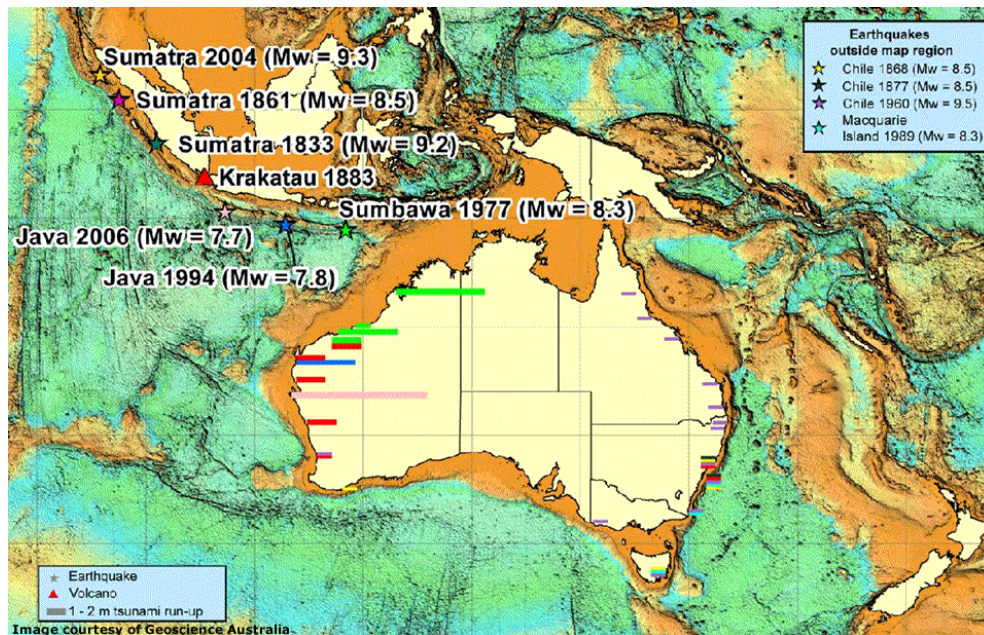 Sumatra 2004 (Mw = 9.3)
Sumatra 1861 (Mw = 8.5)
Sumatra 1833 (Mw = 9.2)
Krakatau 1883
Sumbawa 1977 (Mw = 8.3)
Java 2006 (Mw = 7.7)
Java 1994 (Mw = 7.8)
Earthquakes
outside map region
Chile 1868 (Mw = 8.5)
Chile 1877 (Mw = 8.5)
Chile 1960 (Mw = 9.5)
Macquarie
Island 1989 (Mw = 8.3)
Earthquake
Volcano
1 - 2 m tsunami run-up
Image courtesy of Geoscience Australia